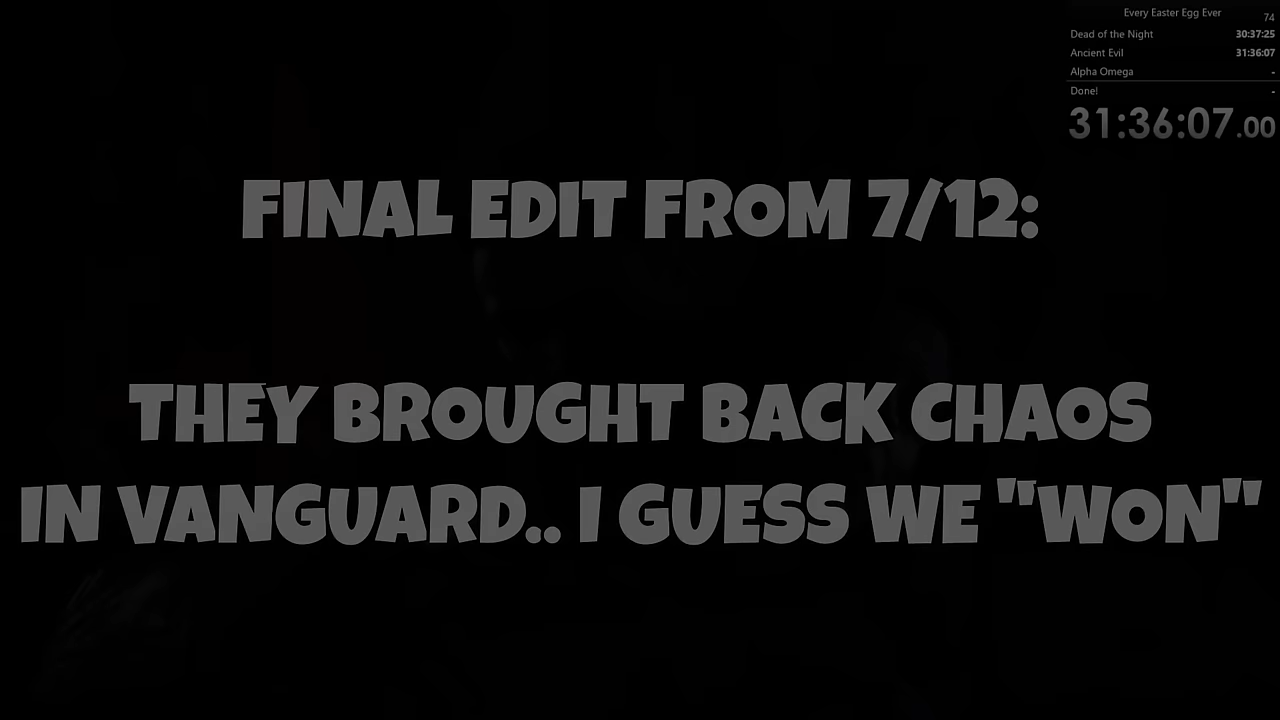 Every Easter Egg Ever 74
Dead of the Night 30:37:25
Ancient Evil 31:36:07
Alpha Omega -
Done! -
31:36:07.00
FINAL EDIT FROM 7/12:
THEY BROUGHT BACK CHAOS
IN VANGUARD.. I GUESS WE "WON"